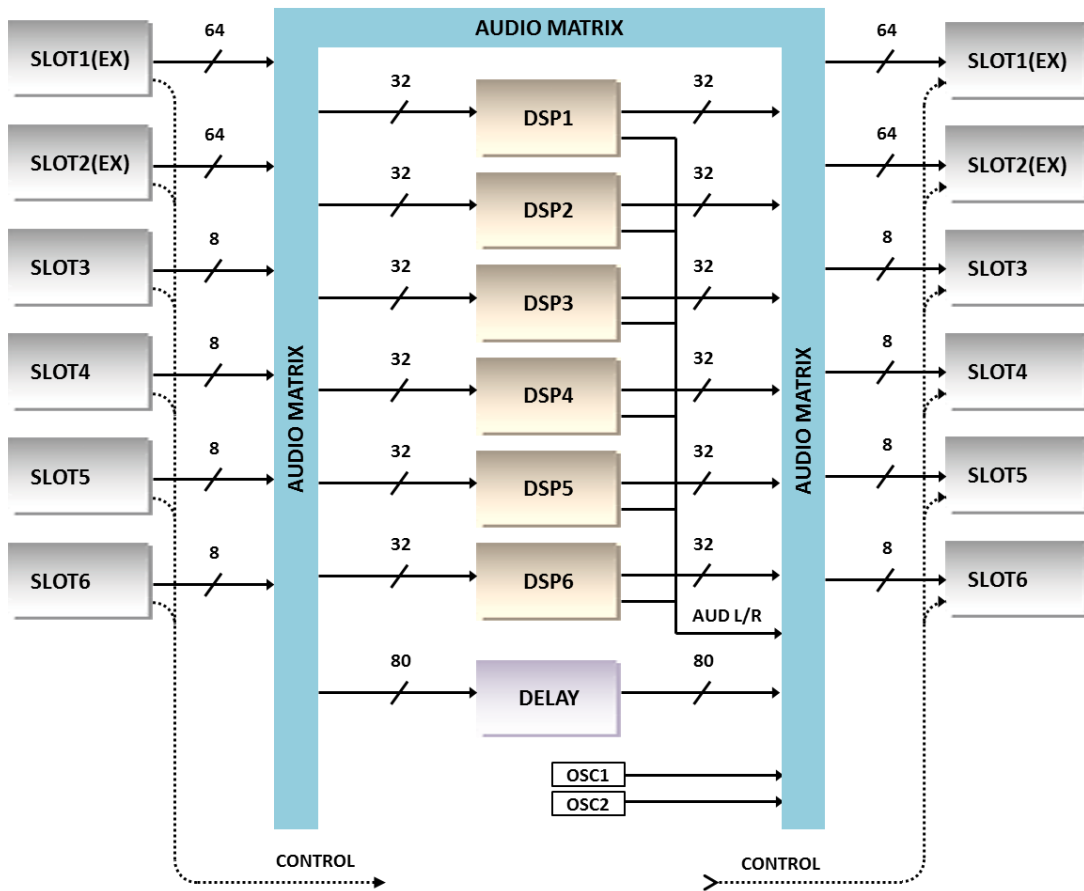 AUDIO MATRIX
SLOT1(EX)
64
SLOT2(EX)
64
SLOT3
8
SLOT4
8
SLOT5
8
SLOT6
8
CONTROL
AUDIO MATRIX
32
DSP1
32
32
DSP2
32
32
DSP3
32
32
DSP4
32
32
DSP5
32
32
DSP6
32
AUD L/R
80
DELAY
80
OSC1
OSC2
AUDIO MATRIX
64
SLOT1(EX)
64
SLOT2(EX)
8
SLOT3
8
SLOT4
8
SLOT5
8
SLOT6
CONTROL